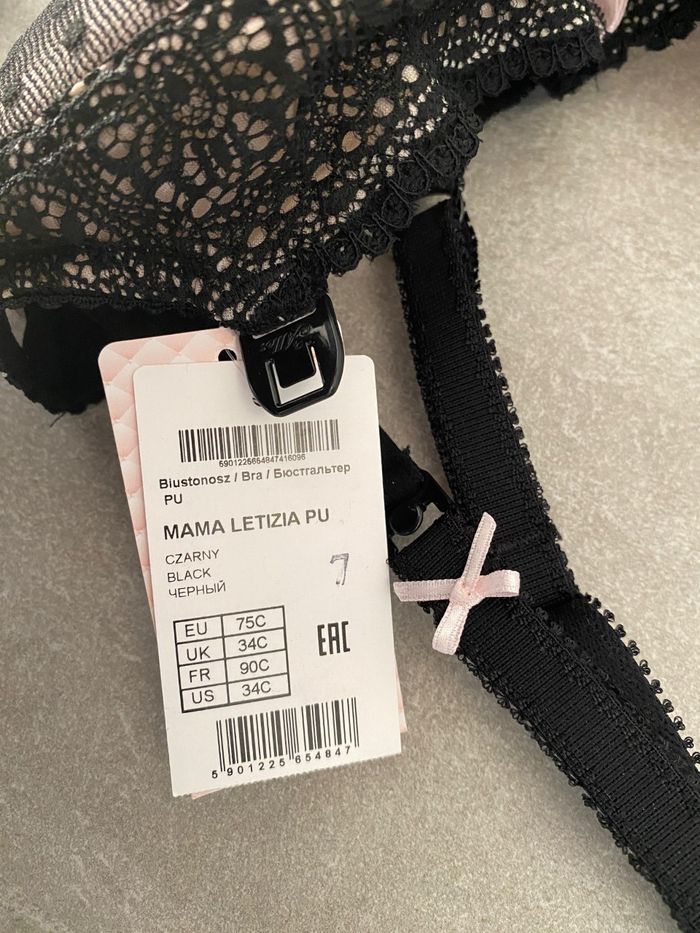 5901225654847416096
Biustonosz / Bra / Бюстгальтер
PU
MAMA LETIZIA PU
CZARNY
BLACK
ЧЕРНЫЙ
7
EU 75C
UK 34C
FR 90C
US 34C
EAC
5 901225 654847